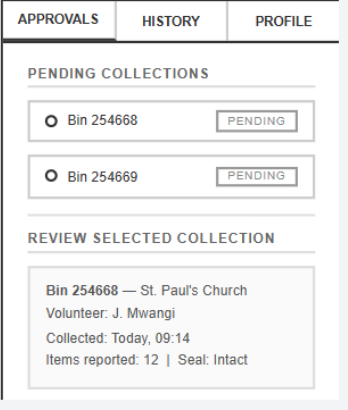 APPROVALS HISTORY PROFILE
PENDING COLLECTIONS
Bin 254668 PENDING
Bin 254669 PENDING
REVIEW SELECTED COLLECTION
Bin 254668 — St. Paul's Church
Volunteer: J. Mwangi
Collected: Today, 09:14
Items reported: 12 | Seal: Intact